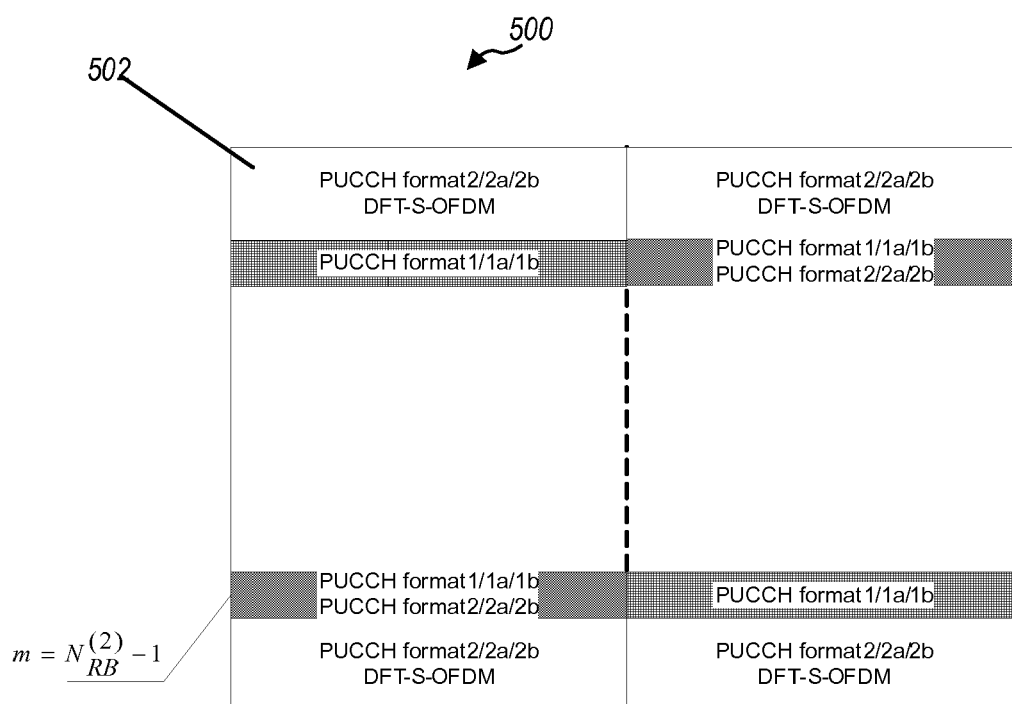 500
502
PUCCH format2/2a/2b
DFT-S-OFDM
PUCCH format2/2a/2b
DFT-S-OFDM
PUCCH format1/1a/1b
PUCCH format1/1a/1b
PUCCH format2/2a/2b
PUCCH format1/1a/1b
PUCCH format2/2a/2b
PUCCH format1/1a/1b
m = N_{RB}^{(2)} - 1
PUCCH format2/2a/2b
DFT-S-OFDM
PUCCH format2/2a/2b
DFT-S-OFDM